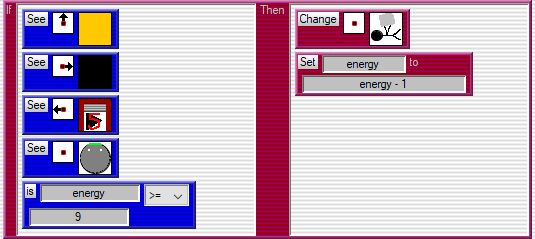 If
Then
See
See
See
See
is energy >=
9
Change
Set energy to
energy - 1